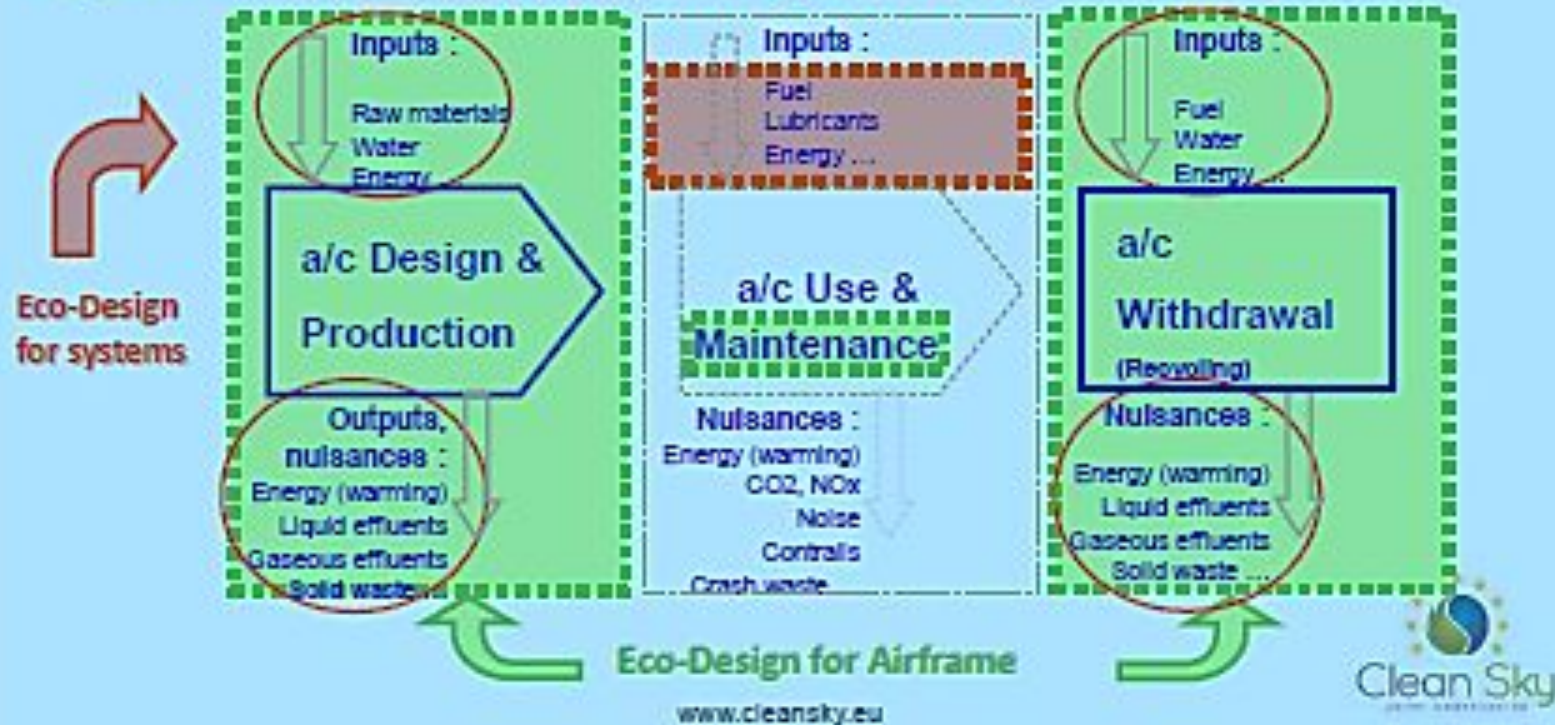 Inputs :
Raw materials
Water
Energy ...
a/c Design &
Production
Outputs,
nuisances :
Energy (warming)
Liquid effluents
Gaseous effluents
Solid waste...
Inputs :
Fuel
Lubricants
Energy ...
a/c Use &
Maintenance
Nuisances :
Energy (warming)
CO2, NOx
Noise
Contrails
Crash waste...
Inputs :
Fuel
Water
Energy ...
a/c
Withdrawal
(Recycling)
Nuisances :
Energy (warming)
Liquid effluents
Gaseous effluents
Solid waste ...
Eco-Design
for systems
Eco-Design for Airframe
www.cleansky.eu
Clean Sky